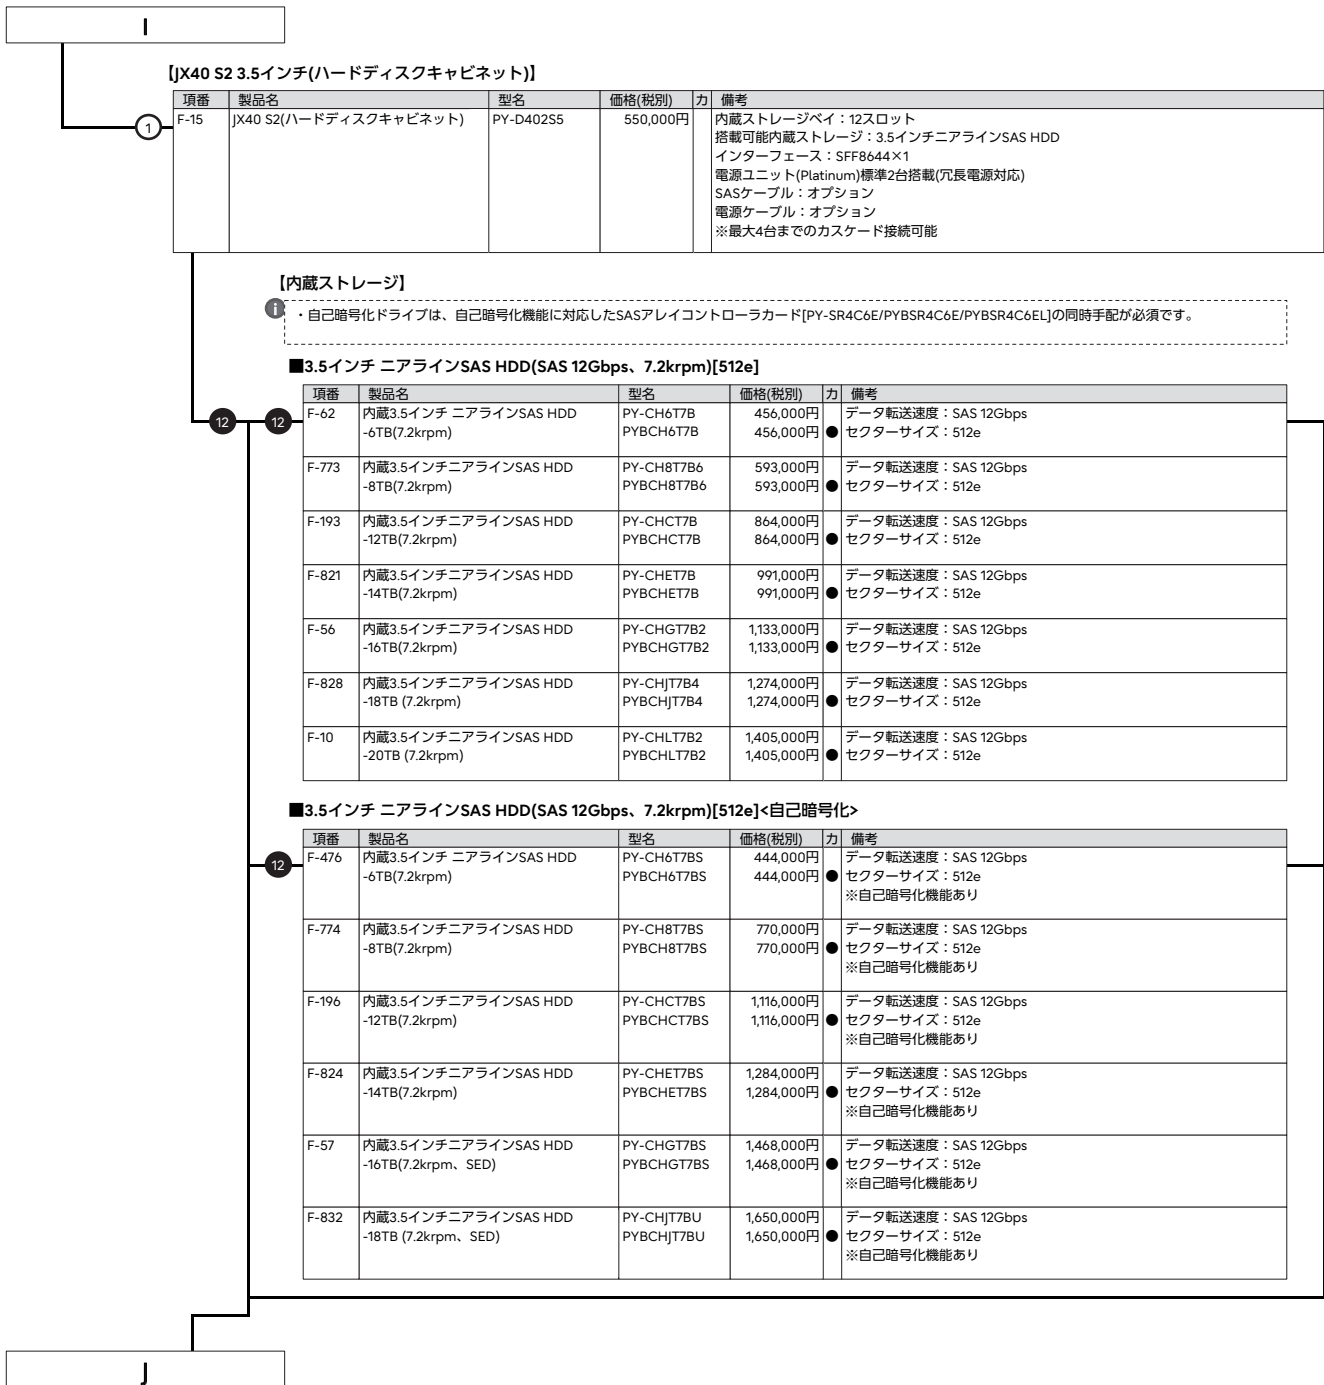 I
【JX40 S2 3.5インチ(ハードディスクキャビネット)】
項番 製品名 型名 価格(税別) カ 備考
F-15 JX40 S2(ハードディスクキャビネット) PY-D402S5 550,000円 内蔵ストレージベイ：12スロット
搭載可能内蔵ストレージ：3.5インチニアラインSAS HDD
インターフェース：SFF8644×1
電源ユニット(Platinum)標準2台搭載(冗長電源対応)
SASケーブル：オプション
電源ケーブル：オプション
※最大4台までのカスケード接続可能
1
【内蔵ストレージ】
i ・自己暗号化ドライブは、自己暗号化機能に対応したSASアレイコントローラカード[PY-SR4C6E/PYBSR4C6E/PYBSR4C6EL]の同時手配が必須です。
■3.5インチ ニアラインSAS HDD(SAS 12Gbps、7.2krpm)[512e]
項番 製品名 型名 価格(税別) カ 備考
12 12 F-62 内蔵3.5インチ ニアラインSAS HDD PY-CH6T7B 456,000円 データ転送速度：SAS 12Gbps
-6TB(7.2krpm) PYBCH6T7B 456,000円 ● セクターサイズ：512e
F-773 内蔵3.5インチニアラインSAS HDD PY-CH8T7B6 593,000円 データ転送速度：SAS 12Gbps
-8TB(7.2krpm) PYBCH8T7B6 593,000円 ● セクターサイズ：512e
F-193 内蔵3.5インチニアラインSAS HDD PY-CHCT7B 864,000円 データ転送速度：SAS 12Gbps
-12TB(7.2krpm) PYBCHCT7B 864,000円 ● セクターサイズ：512e
F-821 内蔵3.5インチニアラインSAS HDD PY-CHET7B 991,000円 データ転送速度：SAS 12Gbps
-14TB(7.2krpm) PYBCHET7B 991,000円 ● セクターサイズ：512e
F-56 内蔵3.5インチニアラインSAS HDD PY-CHGT7B2 1,133,000円 データ転送速度：SAS 12Gbps
-16TB(7.2krpm) PYBCHGT7B2 1,133,000円 ● セクターサイズ：512e
F-828 内蔵3.5インチニアラインSAS HDD PY-CHJT7B4 1,274,000円 データ転送速度：SAS 12Gbps
-18TB (7.2krpm) PYBCHJT7B4 1,274,000円 ● セクターサイズ：512e
F-10 内蔵3.5インチニアラインSAS HDD PY-CHLT7B2 1,405,000円 データ転送速度：SAS 12Gbps
-20TB (7.2krpm) PYBCHLT7B2 1,405,000円 ● セクターサイズ：512e
■3.5インチ ニアラインSAS HDD(SAS 12Gbps、7.2krpm)[512e]<自己暗号化>
項番 製品名 型名 価格(税別) カ 備考
12 F-476 内蔵3.5インチ ニアラインSAS HDD PY-CH6T7BS 444,000円 データ転送速度：SAS 12Gbps
-6TB(7.2krpm) PYBCH6T7BS 444,000円 ● セクターサイズ：512e
※自己暗号化機能あり
F-774 内蔵3.5インチニアラインSAS HDD PY-CH8T7BS 770,000円 データ転送速度：SAS 12Gbps
-8TB(7.2krpm) PYBCH8T7BS 770,000円 ● セクターサイズ：512e
※自己暗号化機能あり
F-196 内蔵3.5インチニアラインSAS HDD PY-CHCT7BS 1,116,000円 データ転送速度：SAS 12Gbps
-12TB(7.2krpm) PYBCHCT7BS 1,116,000円 ● セクターサイズ：512e
※自己暗号化機能あり
F-824 内蔵3.5インチニアラインSAS HDD PY-CHET7BS 1,284,000円 データ転送速度：SAS 12Gbps
-14TB(7.2krpm) PYBCHET7BS 1,284,000円 ● セクターサイズ：512e
※自己暗号化機能あり
F-57 内蔵3.5インチニアラインSAS HDD PY-CHGT7BS 1,468,000円 データ転送速度：SAS 12Gbps
-16TB(7.2krpm、SED) PYBCHGT7BS 1,468,000円 ● セクターサイズ：512e
※自己暗号化機能あり
F-832 内蔵3.5インチニアラインSAS HDD PY-CHJT7BU 1,650,000円 データ転送速度：SAS 12Gbps
-18TB (7.2krpm、SED) PYBCHJT7BU 1,650,000円 ● セクターサイズ：512e
※自己暗号化機能あり
J